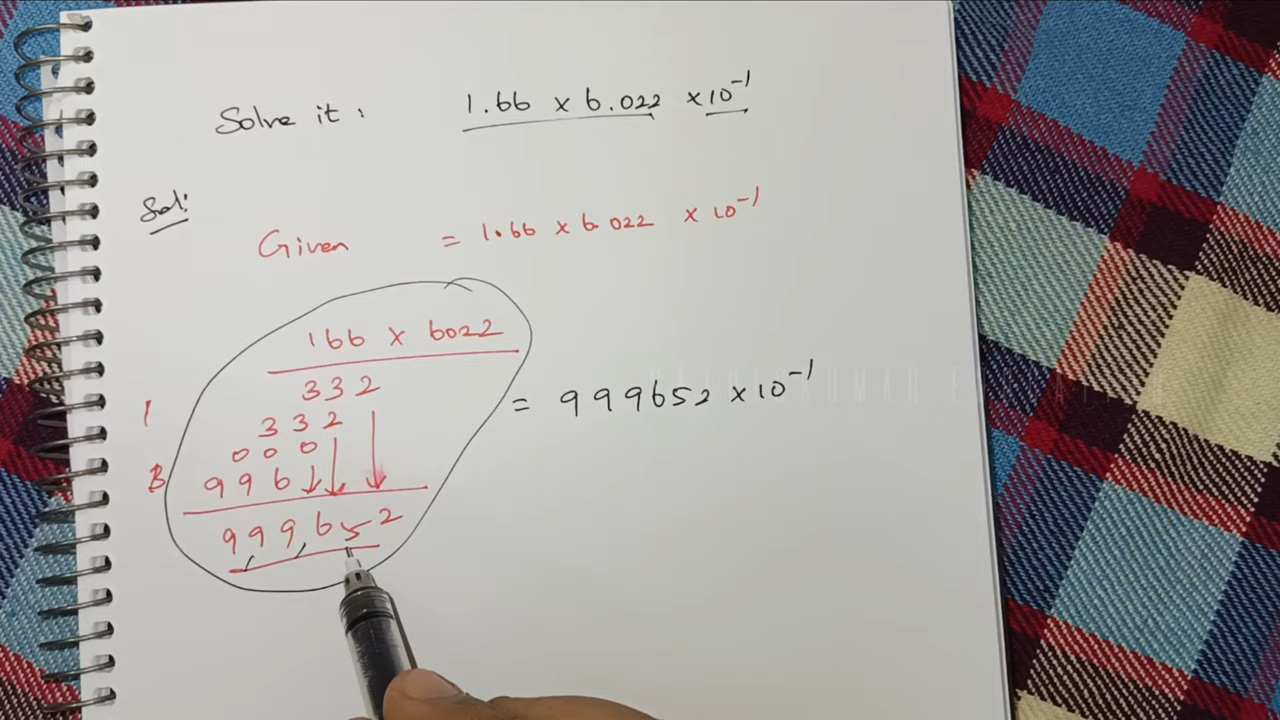 Solve it : 1.66 x 6.022 x 10⁻¹
Sol:
Given = 1.66 x 6.022 x 10⁻¹
166 x 6022
332
332
000
996
999652
= 999652 x 10⁻¹